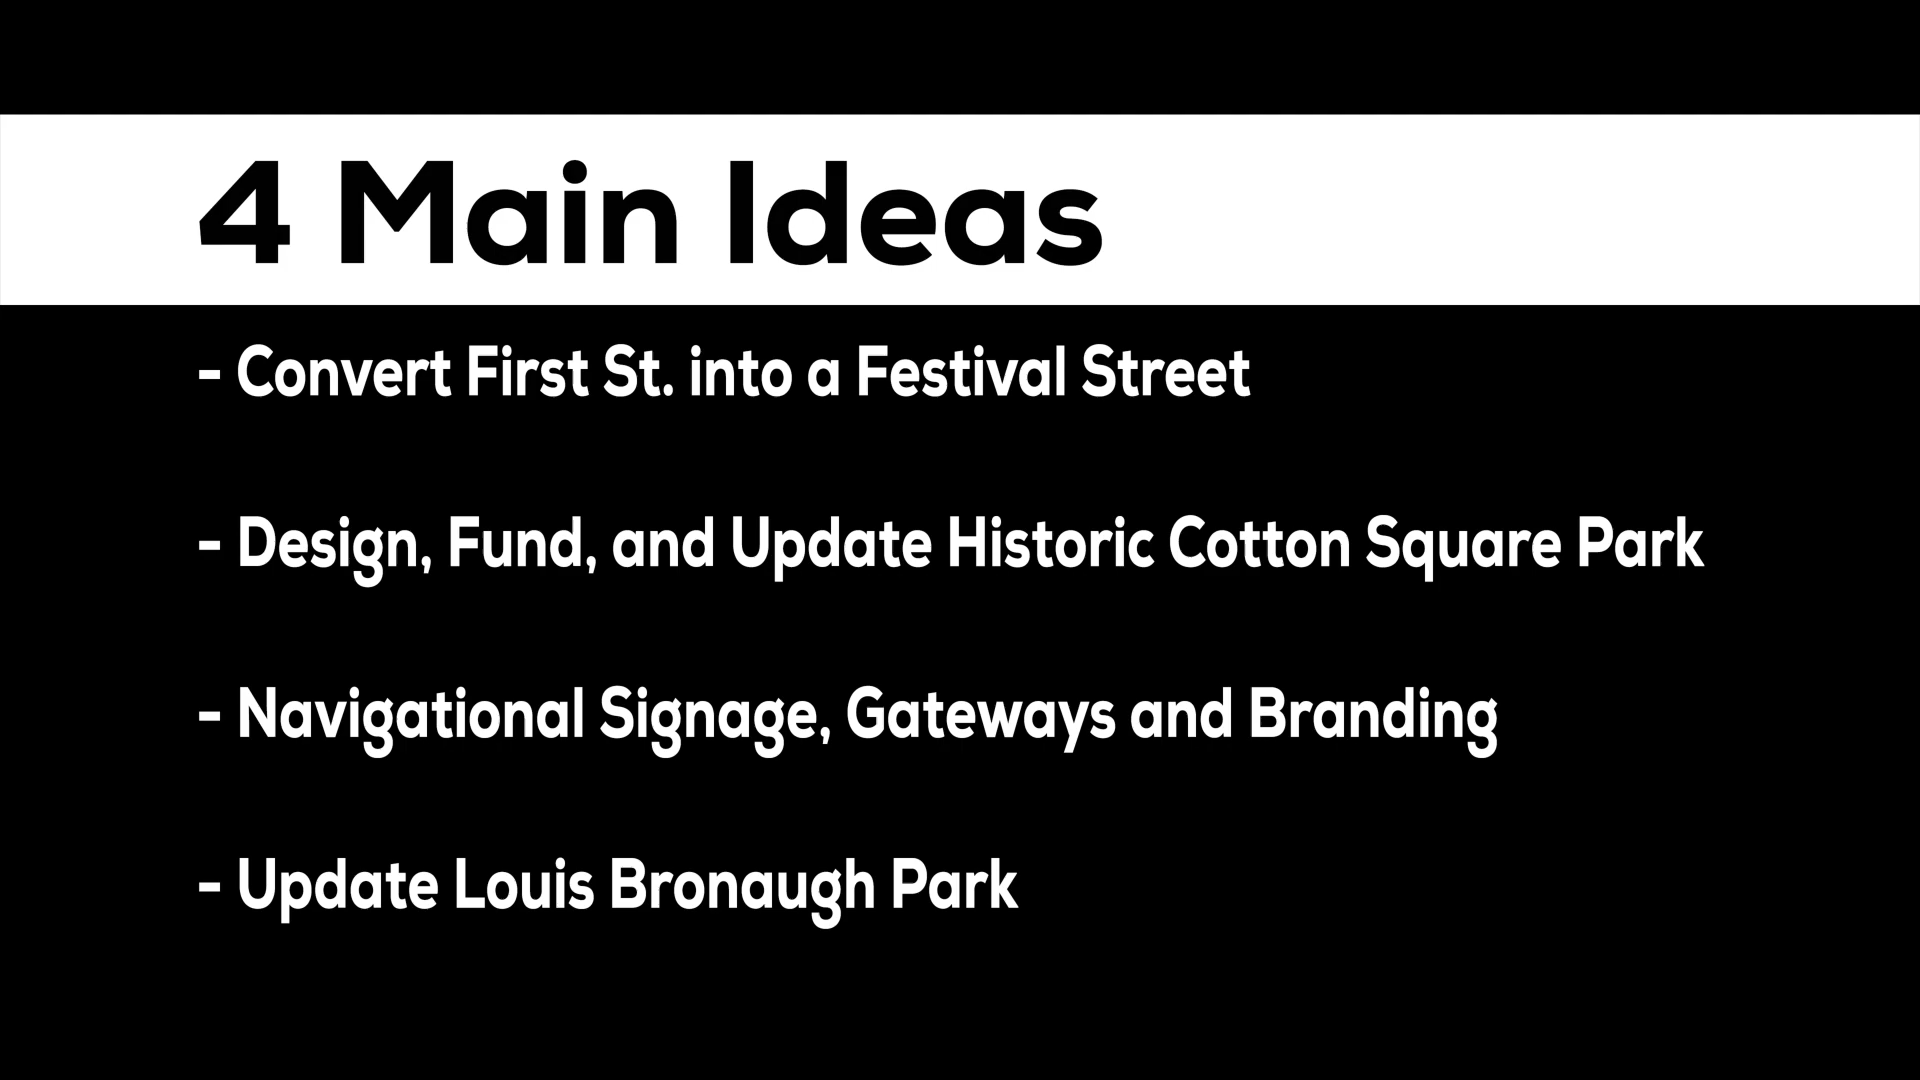 4 Main Ideas
- Convert First St. into a Festival Street
- Design, Fund, and Update Historic Cotton Square Park
- Navigational Signage, Gateways and Branding
- Update Louis Bronaugh Park